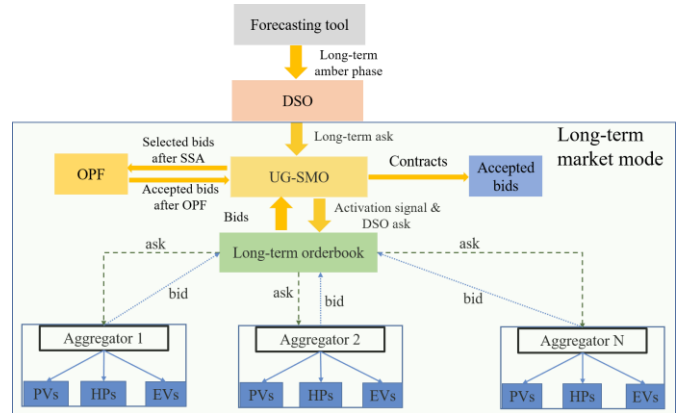 Forecasting tool
Long-term
amber phase
DSO
Long-term ask
Long-term
market mode
Selected bids
after SSA
OPF
Accepted bids
after OPF
UG-SMO
Contracts
Accepted
bids
Bids
Activation signal &
DSO ask
Long-term orderbook
ask
bid
ask
bid
bid
ask
Aggregator 1
Aggregator 2
Aggregator N
PVs
HPs
EVs
PVs
HPs
EVs
PVs
HPs
EVs